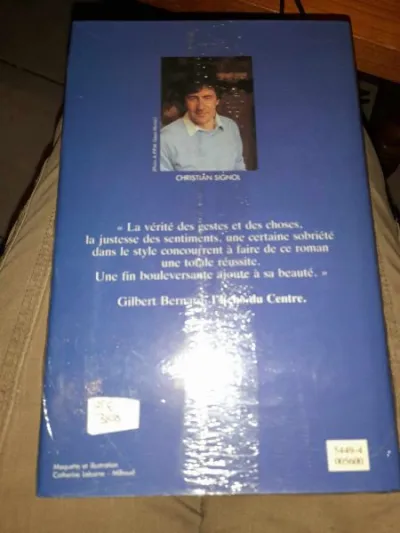 CHRISTIAN SIGNOL
« La vérité des gestes et des choses,
la justesse des sentiments, une certaine sobriété
dans le style concourent à faire de ce roman
une totale réussite.
Une fin bouleversante ajoute à sa beauté. »
Gilbert Bernard, l'Echo du Centre.
Maquette et illustration
Catherine
5449-4